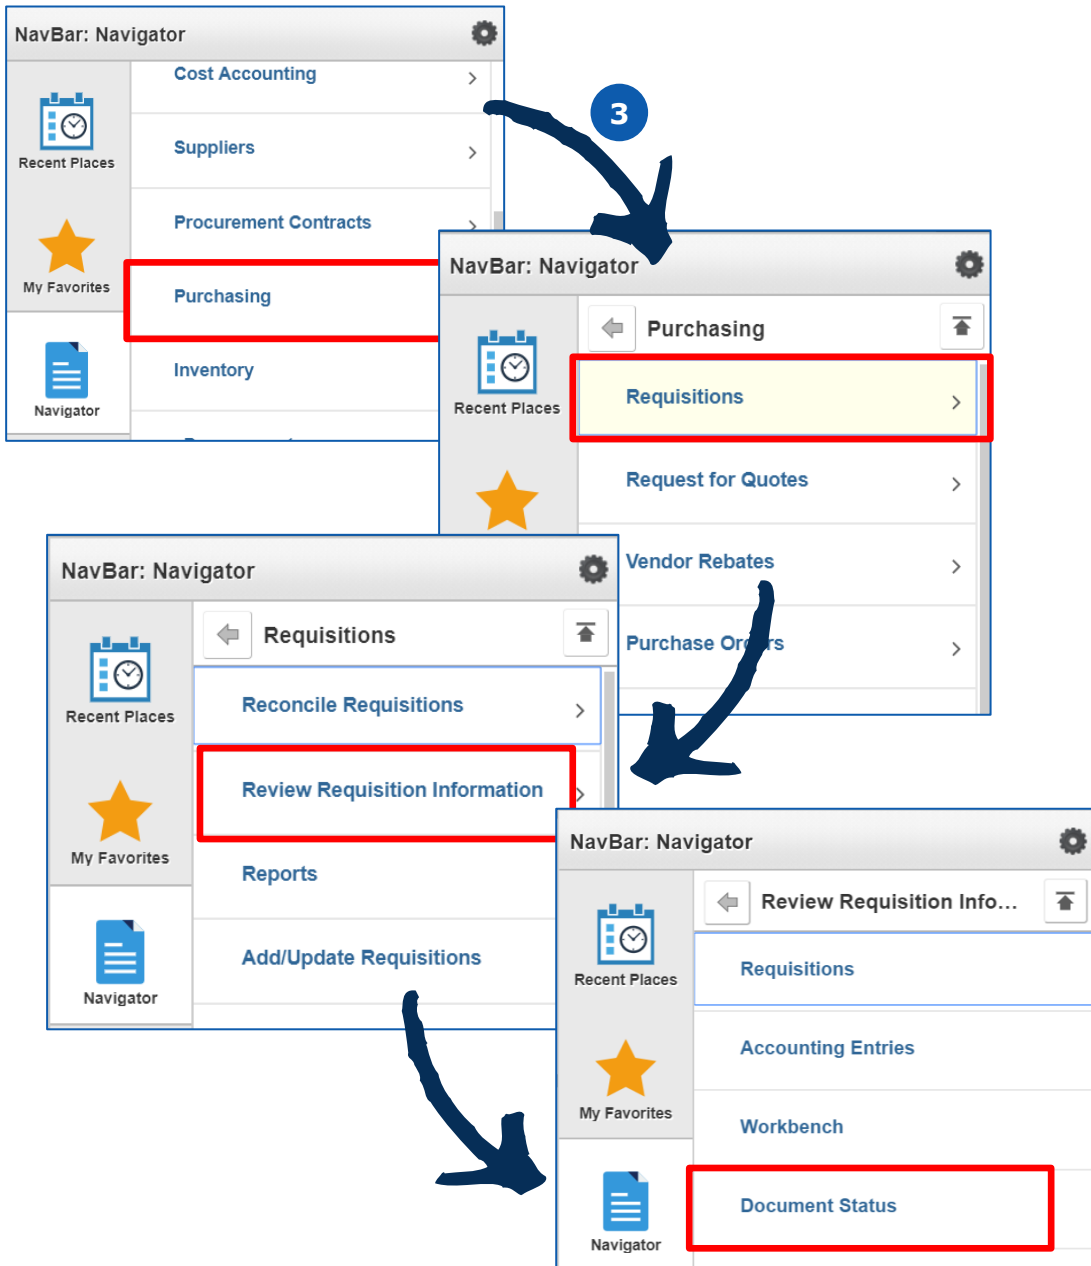 NavBar: Navigator
Cost Accounting
Recent Places
Suppliers
Procurement Contracts
My Favorites
Purchasing
Inventory
Navigator
3
NavBar: Navigator
Purchasing
Recent Places
Requisitions
Request for Quotes
Vendor Rebates
NavBar: Navigator
Requisitions
Recent Places
Reconcile Requisitions
Review Requisition Information
My Favorites
Reports
Add/Update Requisitions
Navigator
NavBar: Navigator
Review Requisition Info...
Recent Places
Requisitions
Accounting Entries
My Favorites
Workbench
Document Status
Navigator